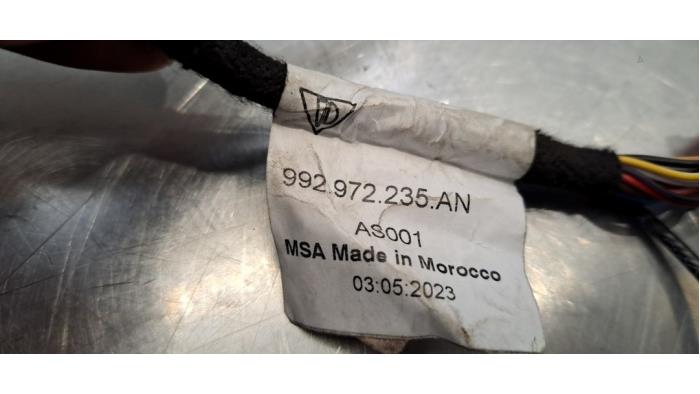 992.972.235.AN
AS001
MSA Made in Morocco
03:05:2023